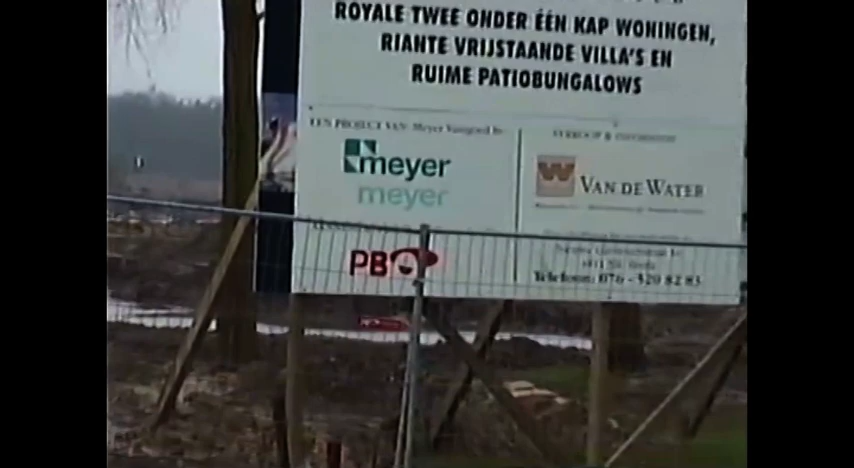 ROYALE TWEE ONDER ÉÉN KAP WONINGEN,
RIANTE VRIJSTAANDE VILLA'S EN
RUIME PATIOBUNGALOWS
EEN PROJECT VAN: Meyer Vastgoed bv
VERKOOP & INFORMATIE
meyer
meyer
VAN DE WATER
PBO
Telefoon: 076 - 520 82 83